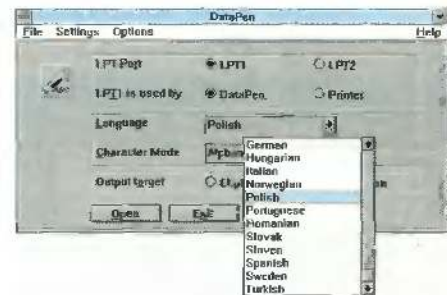 DataPen
File Settings Options Help
LPT Port LPT1 LPT2
LPT1 is used by DataPen Printer
Language Polish
Character Mode
Output target
Open Exit
German
Hungarian
Italian
Norwegian
Polish
Portuguese
Romanian
Slovak
Sloven
Spanish
Sweden
Turkish